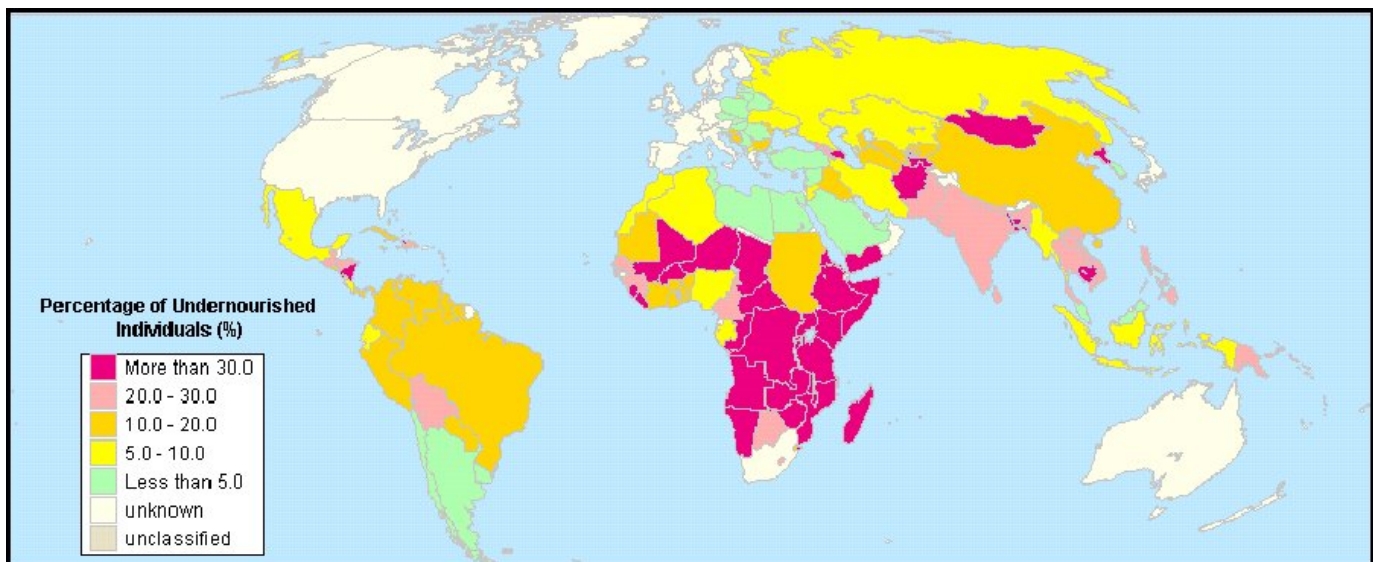 Percentage of Undernourished
Individuals (%)
More than 30.0
20.0 - 30.0
10.0 - 20.0
5.0 - 10.0
Less than 5.0
unknown
unclassified